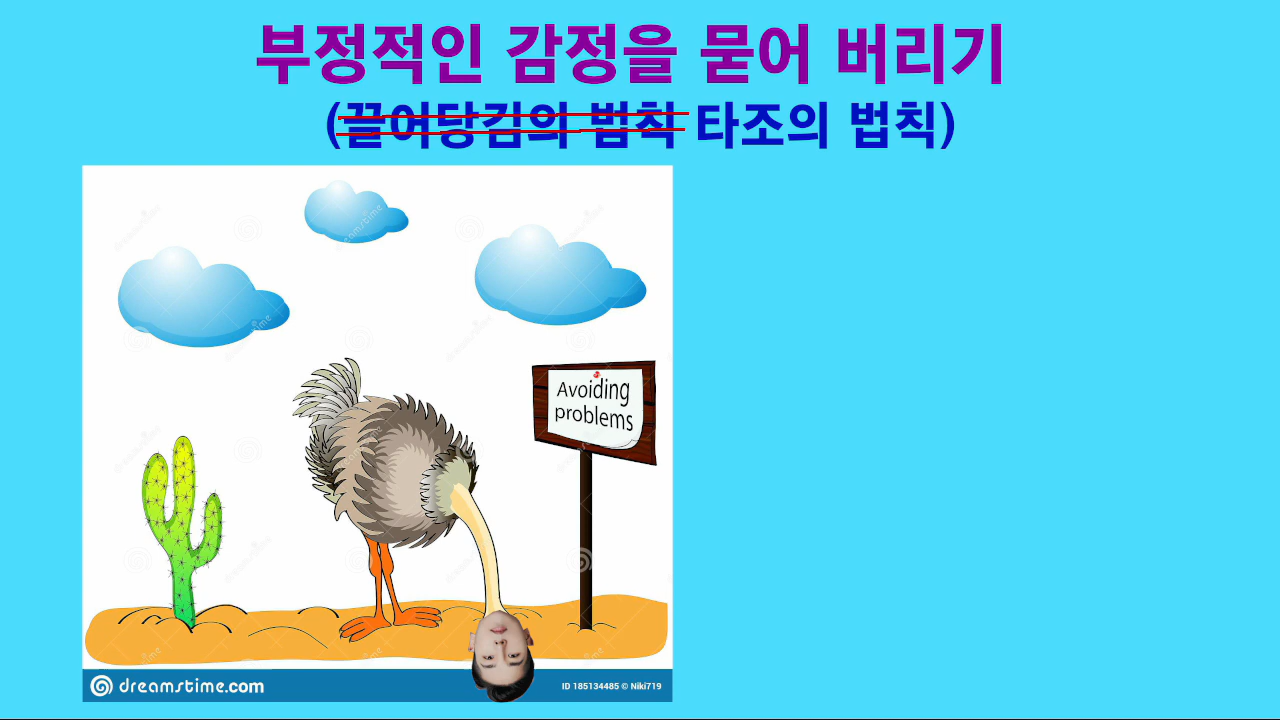 부정적인 감정을 묻어 버리기
(끌어당김의 법칙 타조의 법칙)
Avoiding
problems
dreamstime.com
ID 185134485 © Niki719